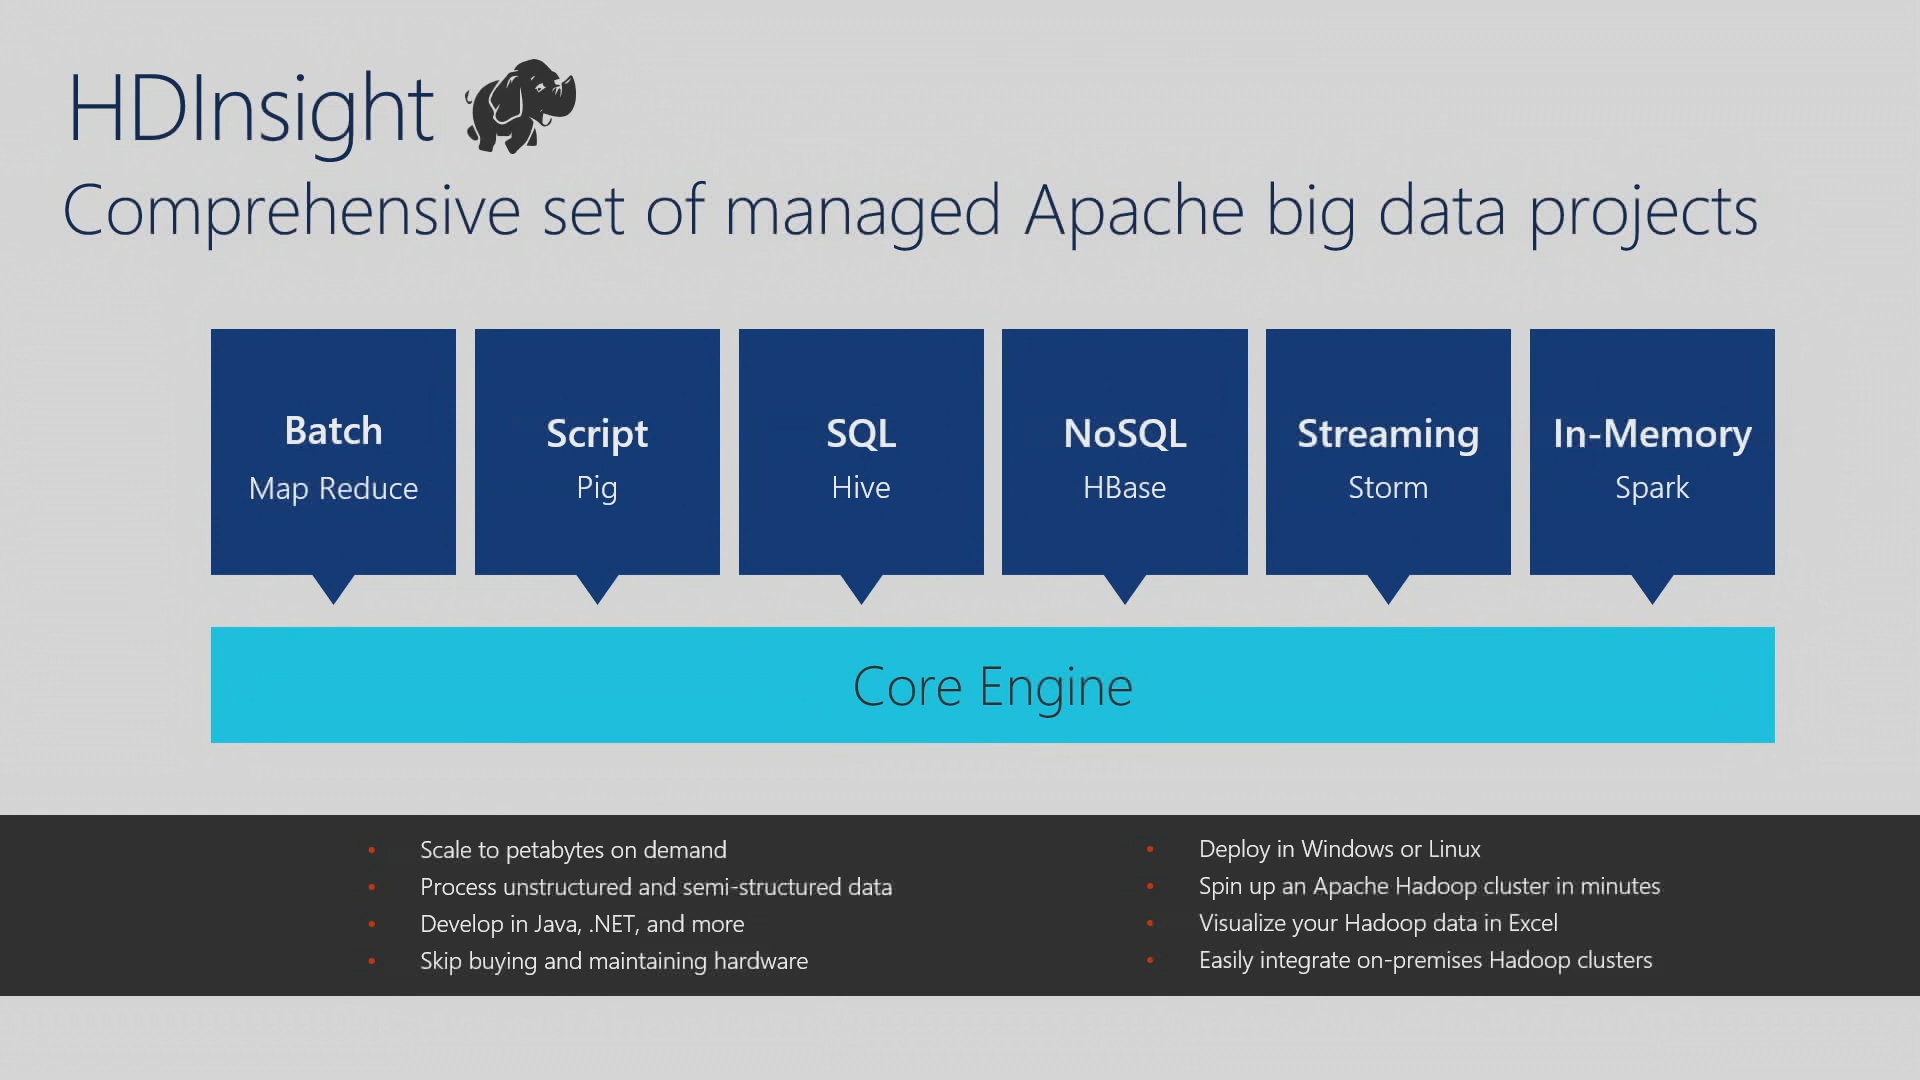 HDInsight
Comprehensive set of managed Apache big data projects
Batch
Map Reduce
Script
Pig
SQL
Hive
NoSQL
HBase
Streaming
Storm
In-Memory
Spark
Core Engine
• Scale to petabytes on demand
• Process unstructured and semi-structured data
• Develop in Java, .NET, and more
• Skip buying and maintaining hardware
• Deploy in Windows or Linux
• Spin up an Apache Hadoop cluster in minutes
• Visualize your Hadoop data in Excel
• Easily integrate on-premises Hadoop clusters